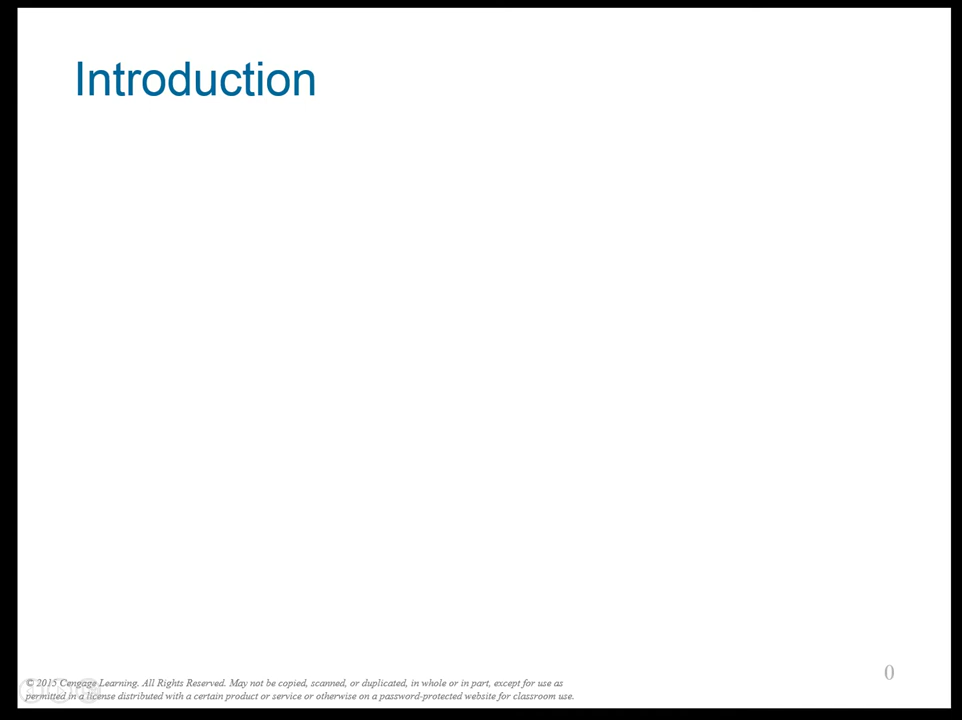 Introduction
0
© 2015 Cengage Learning. All Rights Reserved. May not be copied, scanned, or duplicated, in whole or in part, except for use as
permitted in a license distributed with a certain product or service or otherwise on a password-protected website for classroom use.